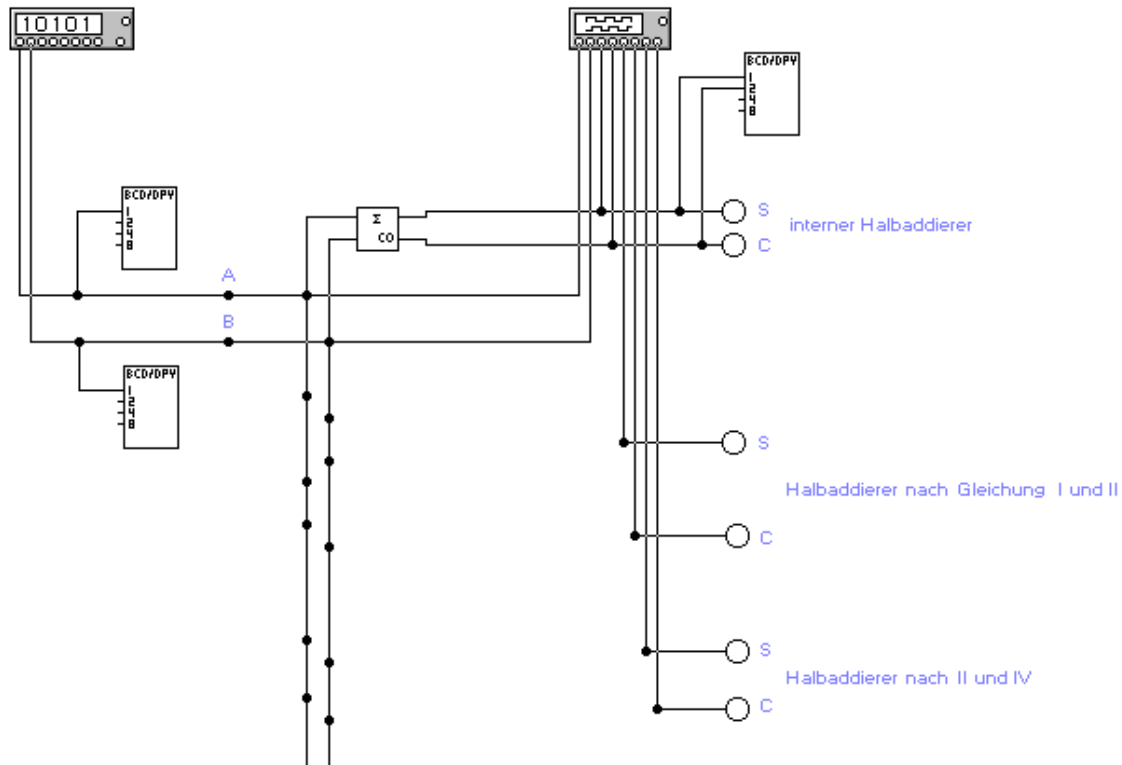 10101
BCD/DPY
1
2
4
8
BCD/DPY
1
2
4
8
Σ
CO
S
interner Halbaddierer
C
A
B
BCD/DPY
1
2
4
8
S
Halbaddierer nach Gleichung I und II
C
S
Halbaddierer nach II und IV
C